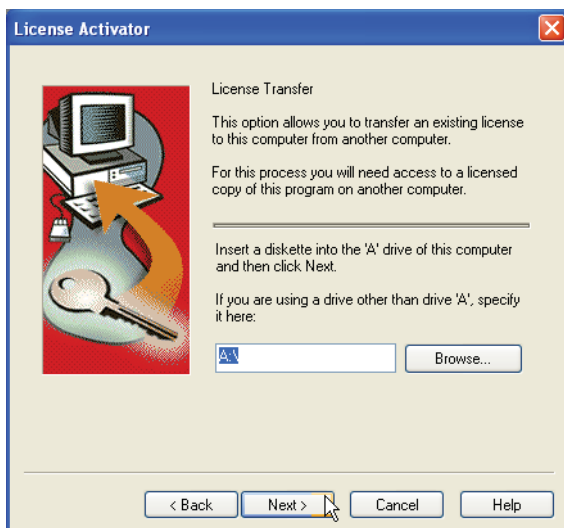 License Activator
License Transfer
This option allows you to transfer an existing license
to this computer from another computer.
For this process you will need access to a licensed
copy of this program on another computer.
Insert a diskette into the 'A' drive of this computer
and then click Next.
If you are using a drive other than drive 'A', specify
it here:
A:\ Browse...
< Back Next > Cancel Help